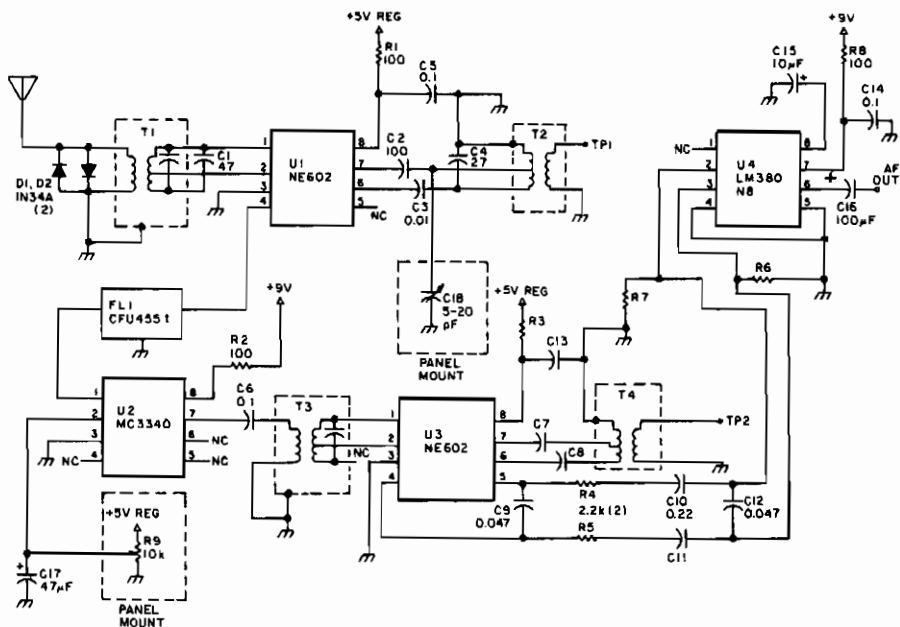 +5V REG
R1
100
C5
0.1
T1
C1
47
D1, D2
IN34A
(2)
1
2
3
4
U1
NE602
8
7
6
5
NC
C2
100
C3
0.01
C4
27
T2
TP1
C18
5-20
pF
PANEL
MOUNT
+9V
R8
100
C15
10µF
+
C14
0.1
NC
1
2
3
4
U4
LM380
N8
8
7
6
5
+
AF
OUT
C16
100µF
R6
R7
FL1
CFU455t
+9V
R2
100
1
2
3
4
NC
U2
MC3340
8
7
6
5
NC
NC
C6
0.1
T3
NC
+5V REG
R3
C13
1
2
3
4
U3
NE602
8
7
6
5
C7
C8
T4
TP2
C9
0.047
R4
2.2k(2)
R5
C10
0.22
C11
C12
0.047
+5V REG
R9
10k
PANEL
MOUNT
+
C17
47µF